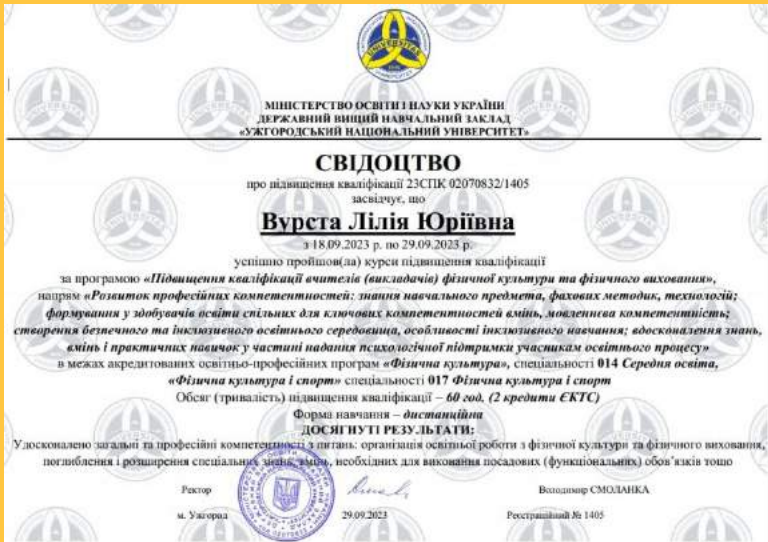 UNIVERSITAS
МІНІСТЕРСТВО ОСВІТИ І НАУКИ УКРАЇНИ
ДЕРЖАВНИЙ ВИЩИЙ НАВЧАЛЬНИЙ ЗАКЛАД
«УЖГОРОДСЬКИЙ НАЦІОНАЛЬНИЙ УНІВЕРСИТЕТ»
СВІДОЦТВО
про підвищення кваліфікації 23СПК 02070832/1405
засвідчує, що
Вурста Лілія Юріївна
з 18.09.2023 р. по 29.09.2023 р.
успішно пройшов(ла) курси підвищення кваліфікації
за програмою «Підвищення кваліфікації вчителів (викладачів) фізичної культури та фізичного виховання»,
напрям «Розвиток професійних компетентностей: знання навчального предмета, фахових методик, технологій;
формування у здобувачів освіти спільних для ключових компетентностей вмінь, мовленнєва компетентність;
створення безпечного та інклюзивного освітнього середовища, особливості інклюзивного навчання; вдосконалення знань,
вмінь і практичних навичок у частині надання психологічної підтримки учасникам освітнього процесу»
в межах акредитованих освітньо-професійних програм «Фізична культура», спеціальності 014 Середня освіта,
«Фізична культура і спорт» спеціальності 017 Фізична культура і спорт
Обсяг (тривалість) підвищення кваліфікації – 60 год. (2 кредити ЄКТС)
Форма навчання – дистанційна
ДОСЯГНУТІ РЕЗУЛЬТАТИ:
Удосконалено загальні та професійні компетентності з питань: організація освітньої роботи з фізичної культури та фізичного виховання,
поглиблення і розширення спеціальних знань, вмінь, необхідних для виконання посадових (функціональних) обов'язків тощо
Ректор Володимир СМОЛАНКА
м. Ужгород 29.09.2023 Реєстраційний № 1405